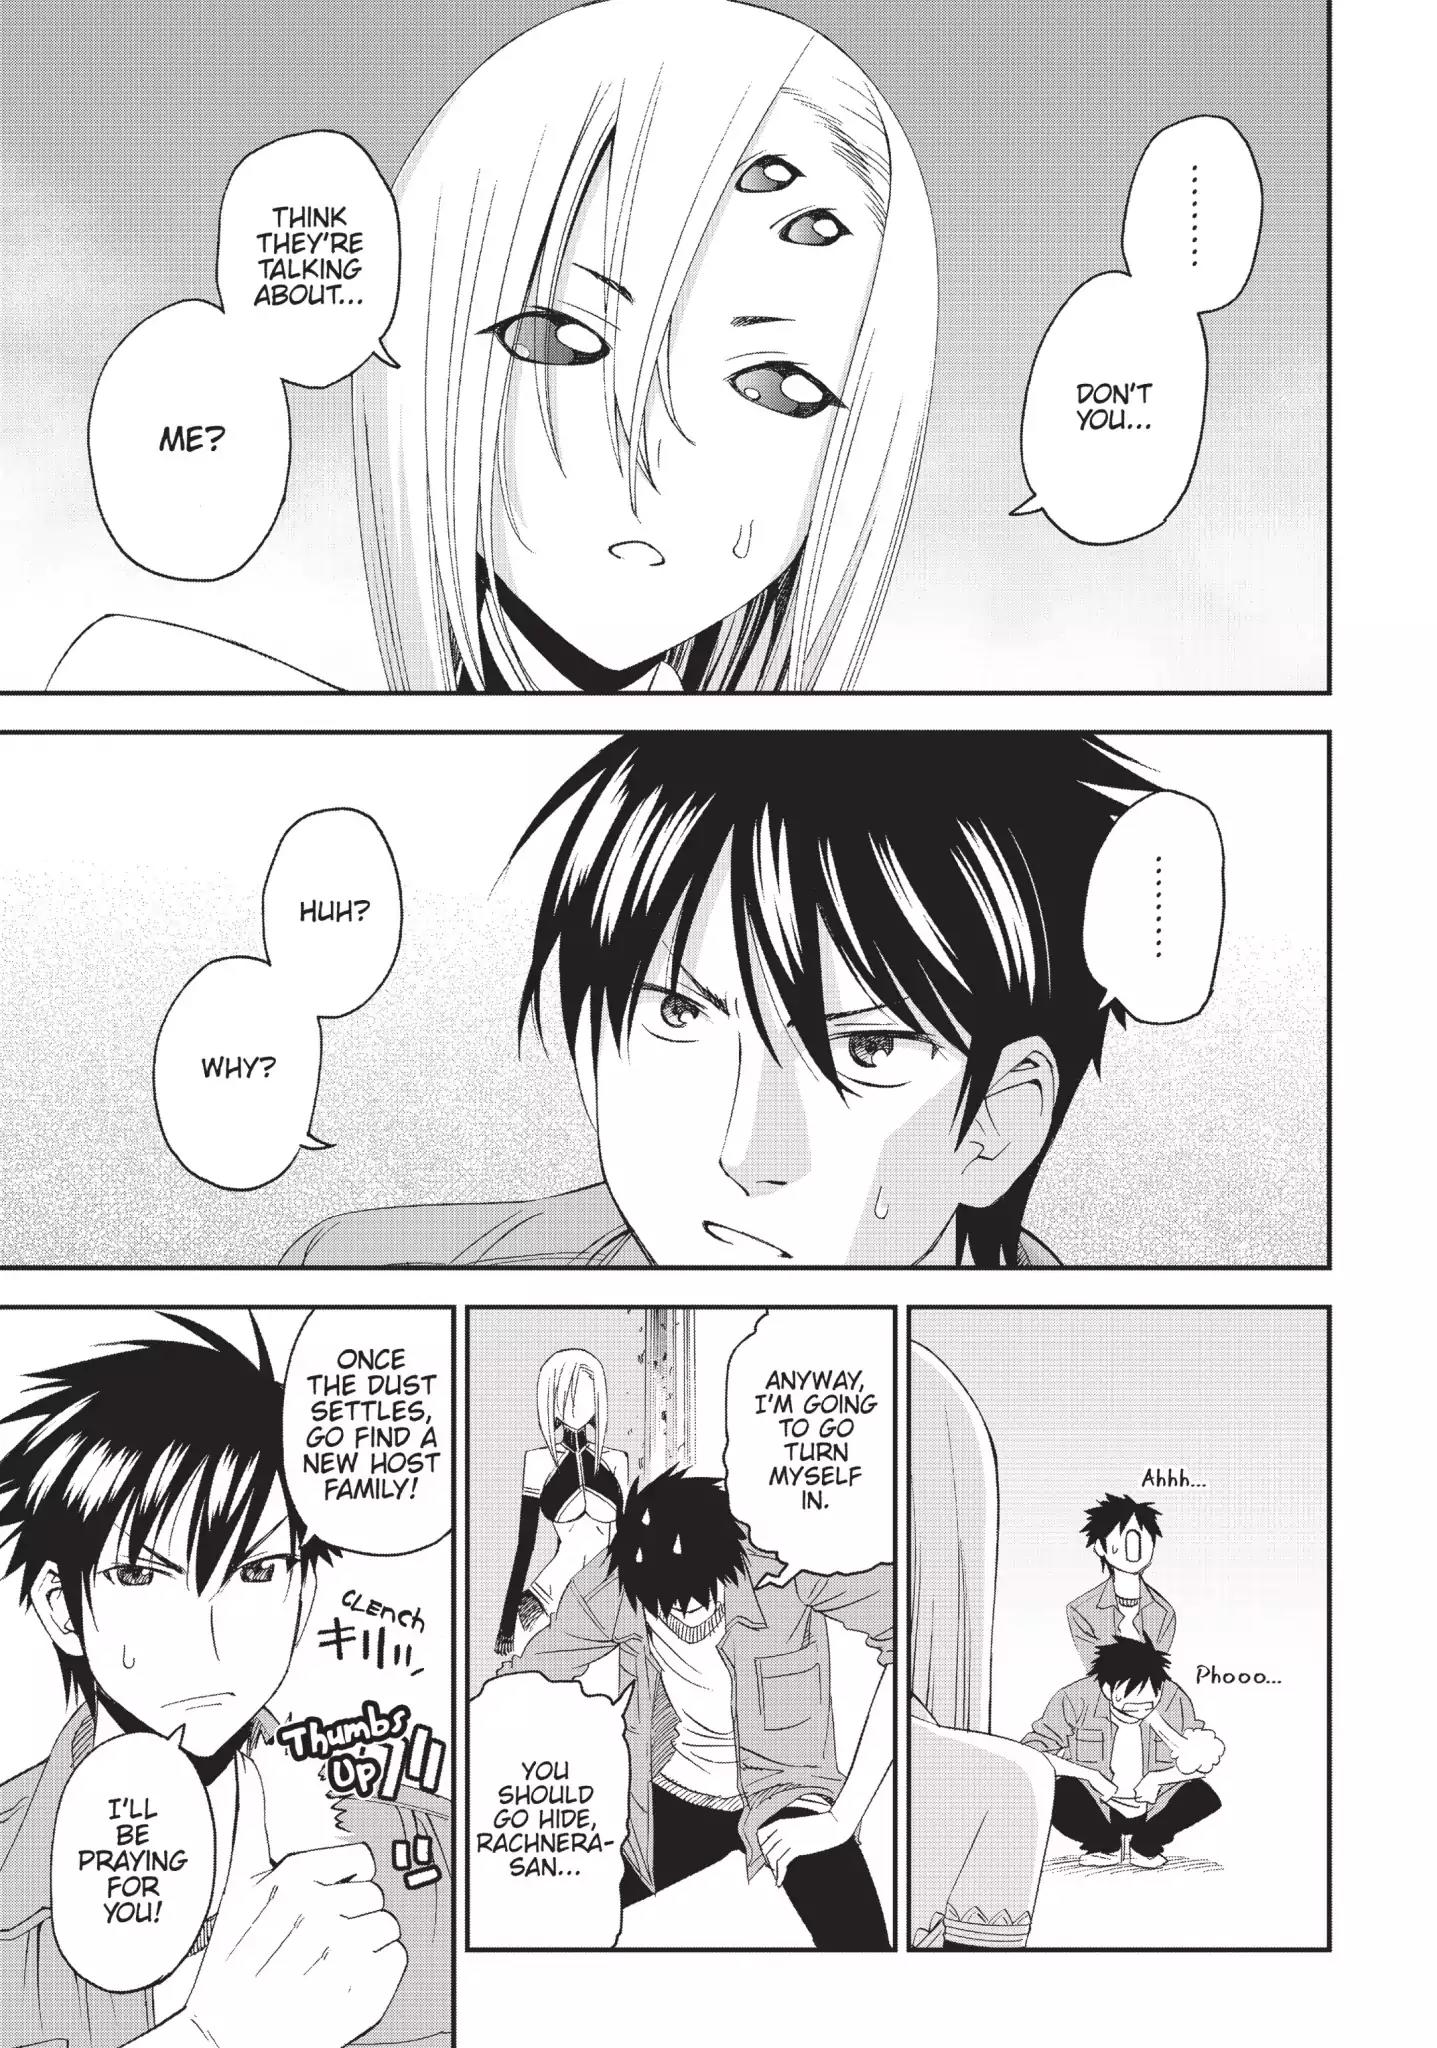 .........
DON'T
YOU...
THINK
THEY'RE
TALKING
ABOUT...
ME?
.........
HUH?
WHY?
Ahhh...
Phooo...
ANYWAY,
I'M GOING
TO GO
TURN
MYSELF
IN.
YOU
SHOULD
GO HIDE,
RACHNERA-
SAN...
ONCE
THE DUST
SETTLES,
GO FIND A
NEW HOST
FAMILY!
CLENCH
キリッ
Thumbs
Up
I'LL
BE
PRAYING
FOR
YOU!